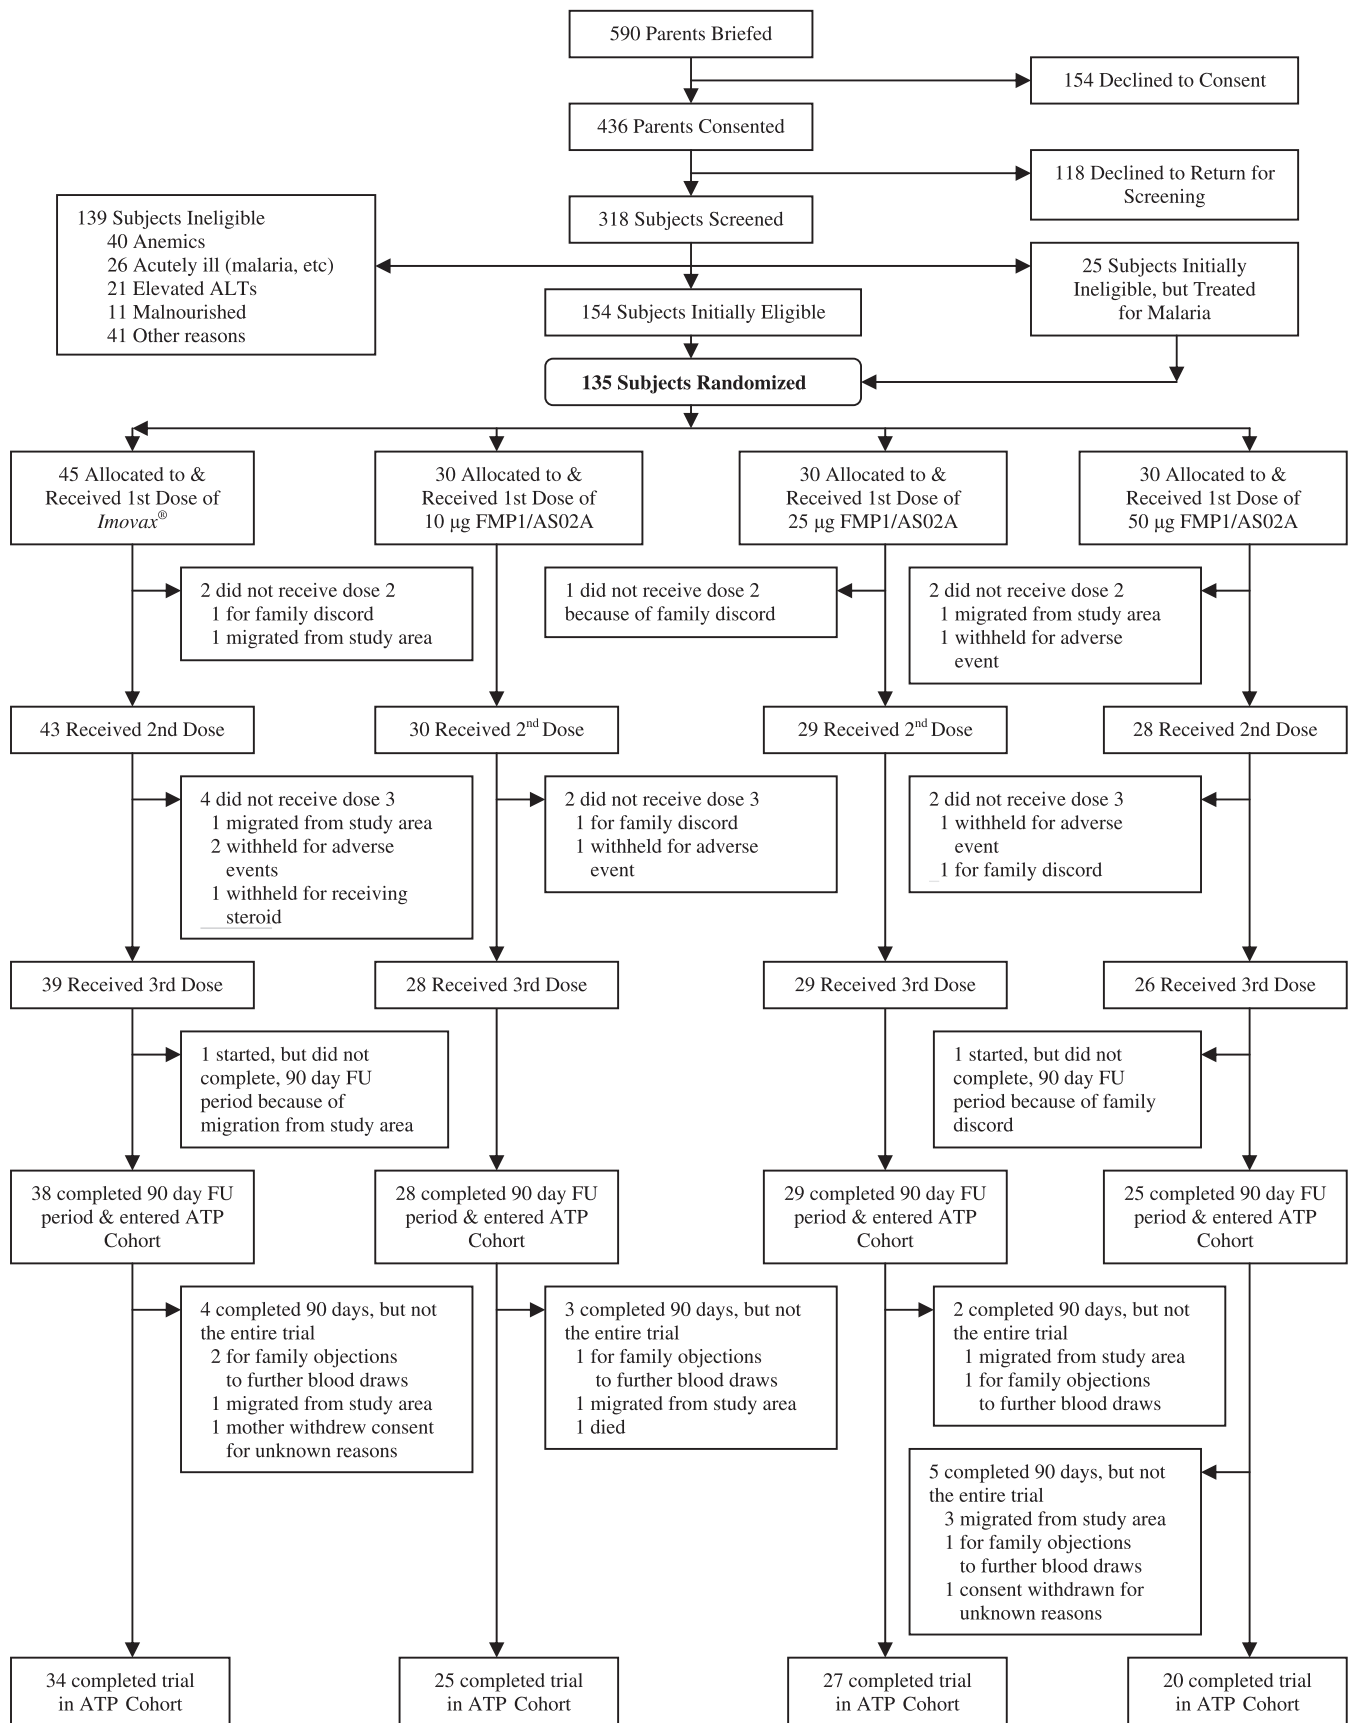 590 Parents Briefed
154 Declined to Consent
436 Parents Consented
118 Declined to Return for
Screening
318 Subjects Screened
139 Subjects Ineligible
40 Anemics
26 Acutely ill (malaria, etc)
21 Elevated ALTs
11 Malnourished
41 Other reasons
25 Subjects Initially
Ineligible, but Treated
for Malaria
154 Subjects Initially Eligible
135 Subjects Randomized
45 Allocated to &
Received 1st Dose of
Imovax®
30 Allocated to &
Received 1st Dose of
10 µg FMP1/AS02A
30 Allocated to &
Received 1st Dose of
25 µg FMP1/AS02A
30 Allocated to &
Received 1st Dose of
50 µg FMP1/AS02A
2 did not receive dose 2
1 for family discord
1 migrated from study area
1 did not receive dose 2
because of family discord
2 did not receive dose 2
1 migrated from study area
1 withheld for adverse
event
43 Received 2nd Dose
30 Received 2nd Dose
29 Received 2nd Dose
28 Received 2nd Dose
4 did not receive dose 3
1 migrated from study area
2 withheld for adverse
events
1 withheld for receiving
steroid
2 did not receive dose 3
1 for family discord
1 withheld for adverse
event
2 did not receive dose 3
1 withheld for adverse
event
1 for family discord
39 Received 3rd Dose
28 Received 3rd Dose
29 Received 3rd Dose
26 Received 3rd Dose
1 started, but did not
complete, 90 day FU
period because of
migration from study area
1 started, but did not
complete, 90 day FU
period because of family
discord
38 completed 90 day FU
period & entered ATP
Cohort
28 completed 90 day FU
period & entered ATP
Cohort
29 completed 90 day FU
period & entered ATP
Cohort
25 completed 90 day FU
period & entered ATP
Cohort
4 completed 90 days, but not
the entire trial
2 for family objections
to further blood draws
1 migrated from study area
1 mother withdrew consent
for unknown reasons
3 completed 90 days, but not
the entire trial
1 for family objections
to further blood draws
1 migrated from study area
1 died
2 completed 90 days, but not
the entire trial
1 migrated from study area
1 for family objections
to further blood draws
5 completed 90 days, but not
the entire trial
3 migrated from study area
1 for family objections
to further blood draws
1 consent withdrawn for
unknown reasons
34 completed trial
in ATP Cohort
25 completed trial
in ATP Cohort
27 completed trial
in ATP Cohort
20 completed trial
in ATP Cohort